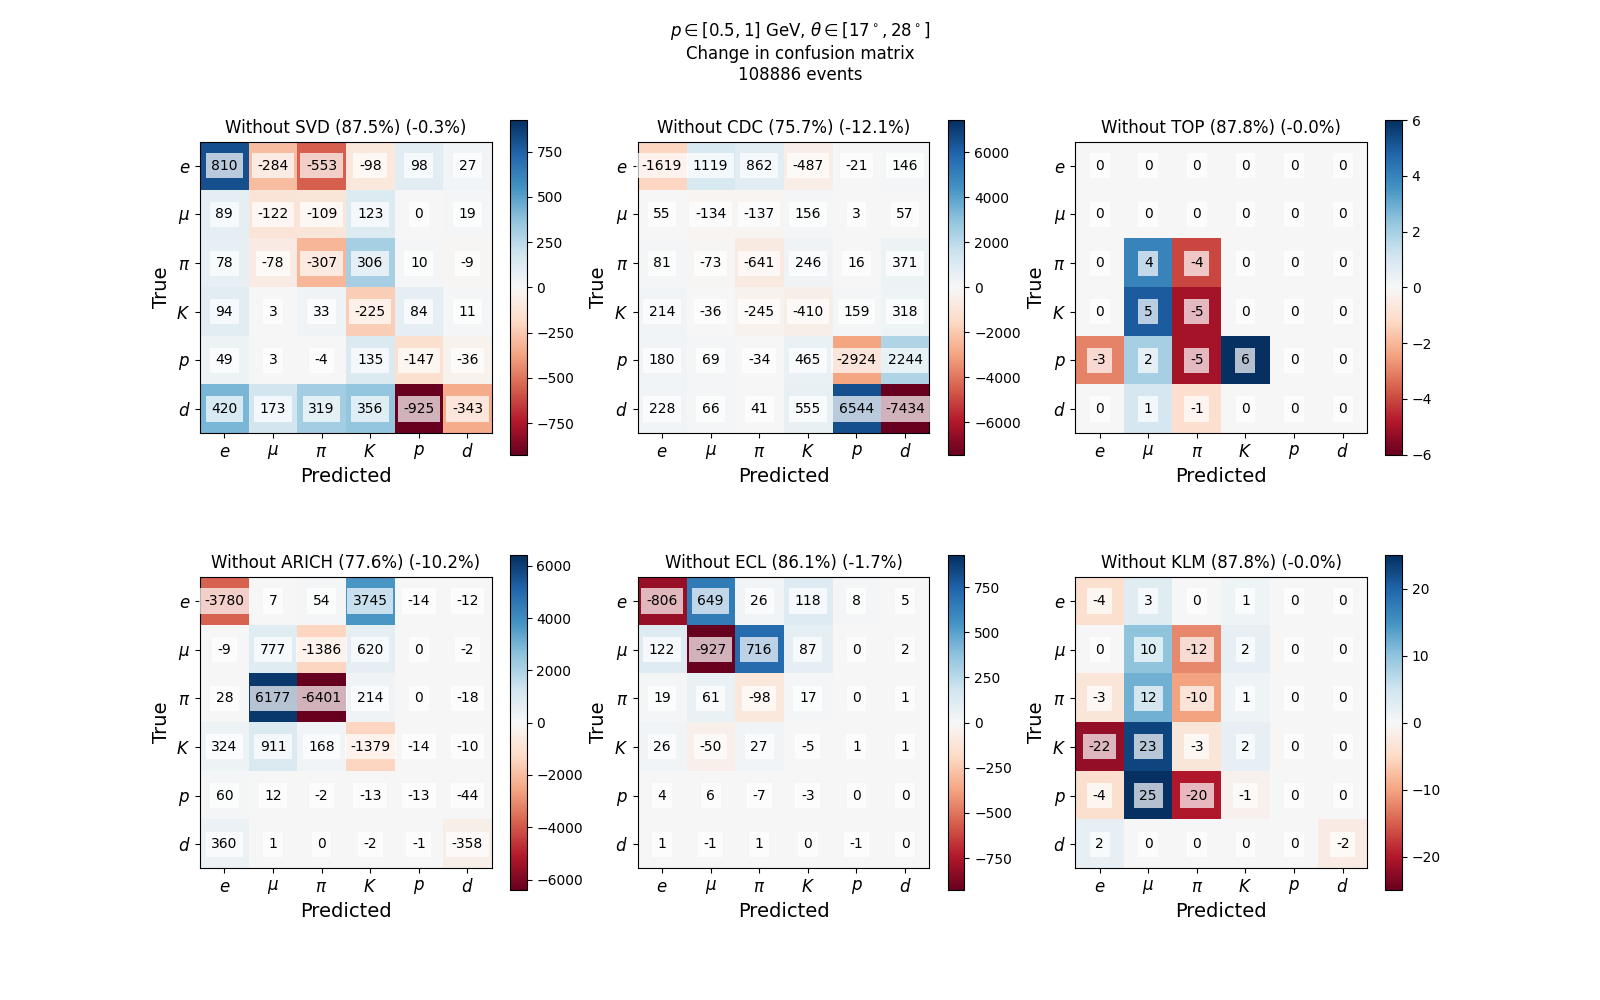 p ∈ [0.5, 1] GeV, θ ∈ [17°, 28°]
Change in confusion matrix
108886 events
Without SVD (87.5%) (-0.3%)
e 810 -284 -553 -98 98 27
μ 89 -122 -109 123 0 19
π 78 -78 -307 306 10 -9
K 94 3 33 -225 84 11
p 49 3 -4 135 -147 -36
d 420 173 319 356 -925 -343
e μ π K p d
Predicted
True
750
500
250
0
−250
−500
−750
Without CDC (75.7%) (-12.1%)
e -1619 1119 862 -487 -21 146
μ 55 -134 -137 156 3 57
π 81 -73 -641 246 16 371
K 214 -36 -245 -410 159 318
p 180 69 -34 465 -2924 2244
d 228 66 41 555 6544 -7434
e μ π K p d
Predicted
True
6000
4000
2000
0
−2000
−4000
−6000
Without TOP (87.8%) (-0.0%)
e 0 0 0 0 0 0
μ 0 0 0 0 0 0
π 0 4 -4 0 0 0
K 0 5 -5 0 0 0
p -3 2 -5 6 0 0
d 0 1 -1 0 0 0
e μ π K p d
Predicted
True
6
4
2
0
−2
−4
−6
Without ARICH (77.6%) (-10.2%)
e -3780 7 54 3745 -14 -12
μ -9 777 -1386 620 0 -2
π 28 6177 -6401 214 0 -18
K 324 911 168 -1379 -14 -10
p 60 12 -2 -13 -13 -44
d 360 1 0 -2 -1 -358
e μ π K p d
Predicted
True
6000
4000
2000
0
−2000
−4000
−6000
Without ECL (86.1%) (-1.7%)
e -806 649 26 118 8 5
μ 122 -927 716 87 0 2
π 19 61 -98 17 0 1
K 26 -50 27 -5 1 1
p 4 6 -7 -3 0 0
d 1 -1 1 0 -1 0
e μ π K p d
Predicted
True
750
500
250
0
−250
−500
−750
Without KLM (87.8%) (-0.0%)
e -4 3 0 1 0 0
μ 0 10 -12 2 0 0
π -3 12 -10 1 0 0
K -22 23 -3 2 0 0
p -4 25 -20 -1 0 0
d 2 0 0 0 0 -2
e μ π K p d
Predicted
True
20
10
0
−10
−20